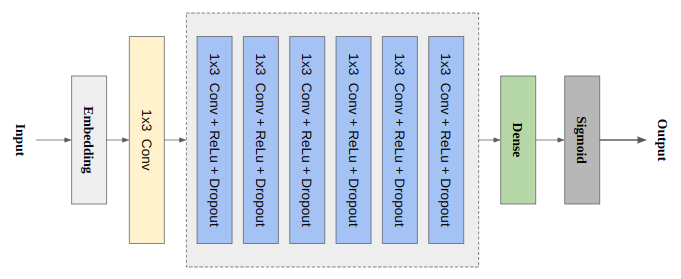 Input
Embedding
1x3 Conv
1x3 Conv + ReLu + Dropout
1x3 Conv + ReLu + Dropout
1x3 Conv + ReLu + Dropout
1x3 Conv + ReLu + Dropout
1x3 Conv + ReLu + Dropout
1x3 Conv + ReLu + Dropout
Dense
Sigmoid
Output